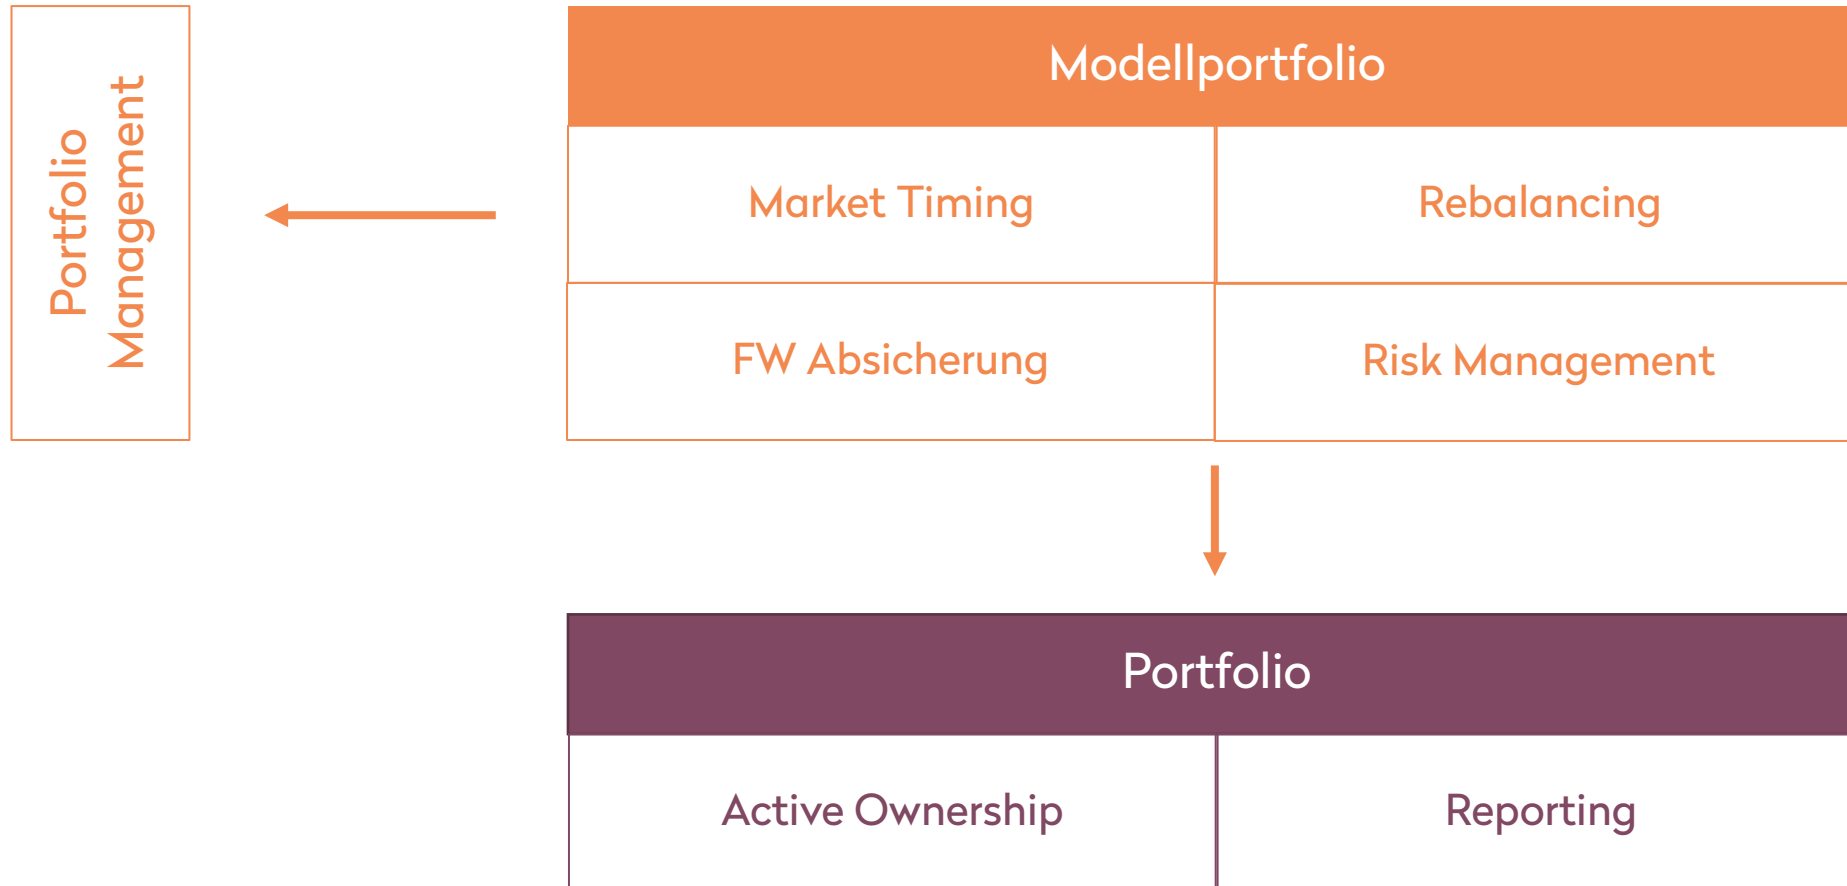 Portfolio
Management
Modellportfolio
Market Timing
Rebalancing
FW Absicherung
Risk Management
Portfolio
Active Ownership
Reporting